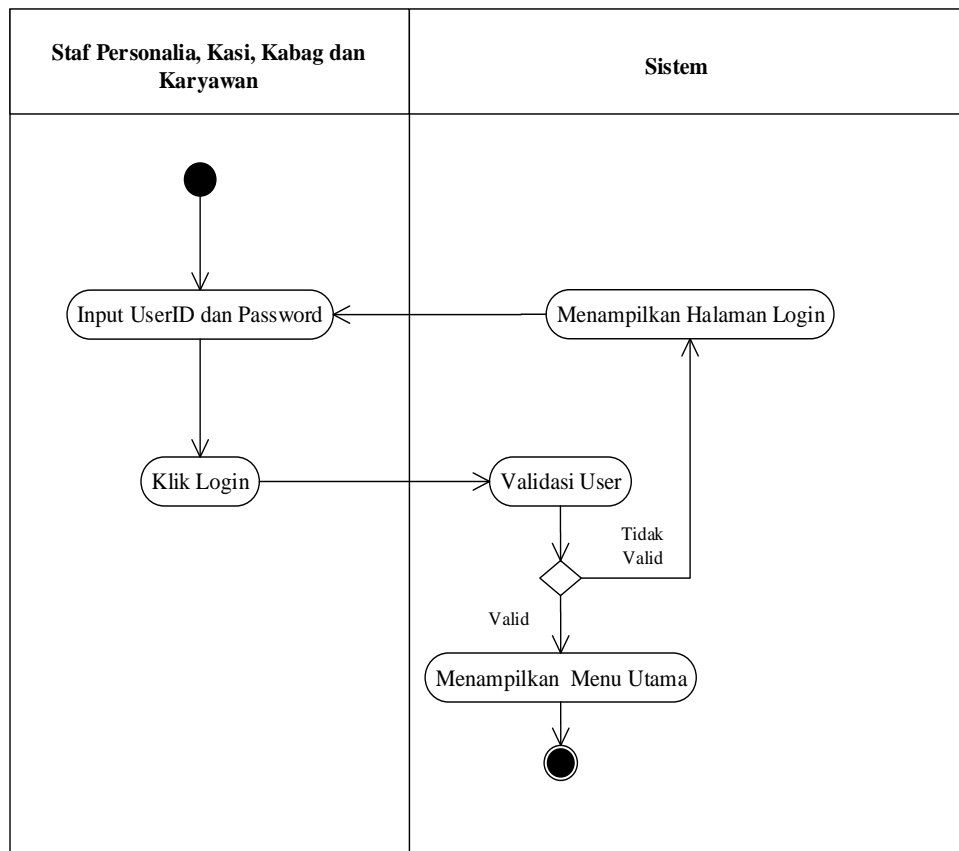 Staf Personalia, Kasi, Kabag dan
Karyawan
Sistem
Input UserID dan Password
Menampilkan Halaman Login
Klik Login
Validasi User
Tidak
Valid
Valid
Menampilkan  Menu Utama